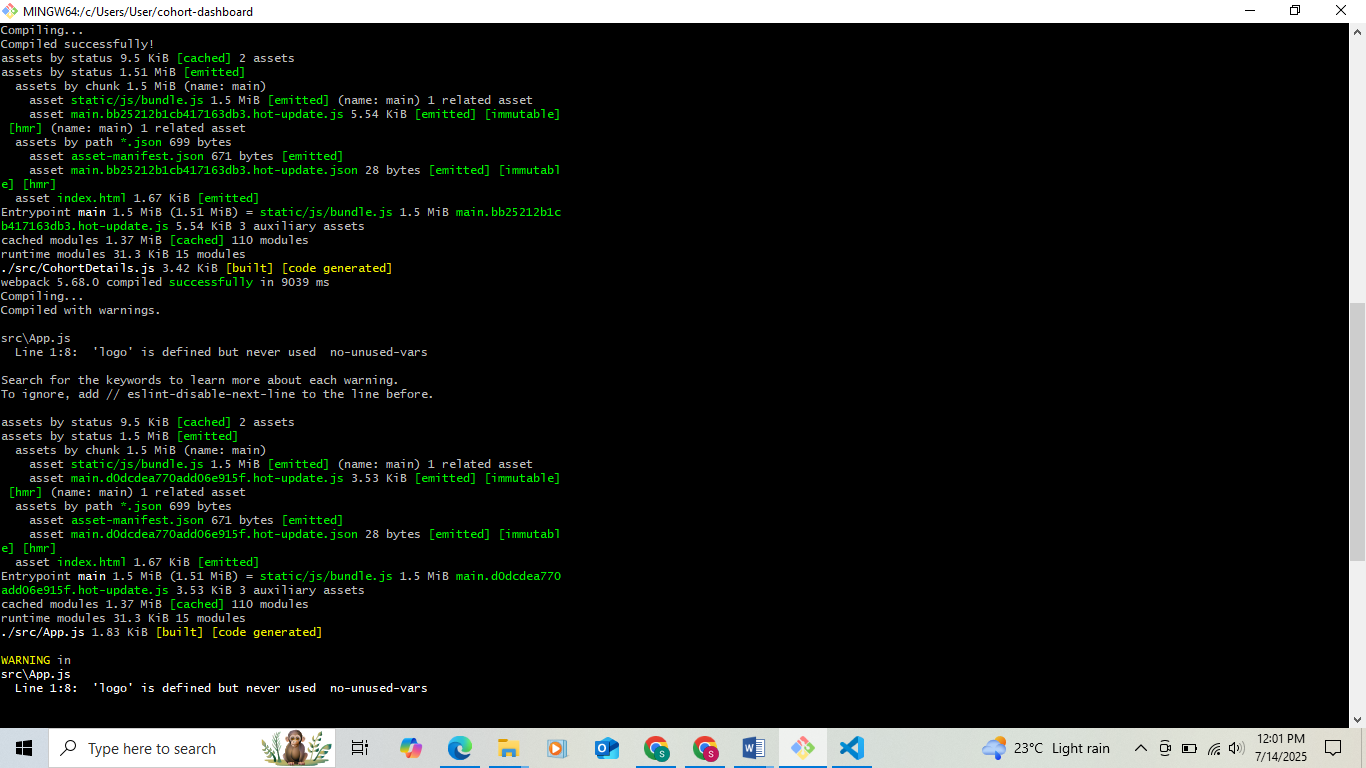 MINGW64:/c/Users/User/cohort-dashboard
Compiling...
Compiled successfully!
assets by status 9.5 KiB [cached] 2 assets
assets by status 1.51 MiB [emitted]
  assets by chunk 1.5 MiB (name: main)
    asset static/js/bundle.js 1.5 MiB [emitted] (name: main) 1 related asset
    asset main.bb25212b1cb417163db3.hot-update.js 5.54 KiB [emitted] [immutable]
 [hmr] (name: main) 1 related asset
  assets by path *.json 699 bytes
    asset asset-manifest.json 671 bytes [emitted]
    asset main.bb25212b1cb417163db3.hot-update.json 28 bytes [emitted] [immutabl
e] [hmr]
  asset index.html 1.67 KiB [emitted]
Entrypoint main 1.5 MiB (1.51 MiB) = static/js/bundle.js 1.5 MiB main.bb25212b1c
b417163db3.hot-update.js 5.54 KiB 3 auxiliary assets
cached modules 1.37 MiB [cached] 110 modules
runtime modules 31.3 KiB 15 modules
./src/CohortDetails.js 3.42 KiB [built] [code generated]
webpack 5.68.0 compiled successfully in 9039 ms
Compiling...
Compiled with warnings.

src\App.js
  Line 1:8:  'logo' is defined but never used  no-unused-vars

Search for the keywords to learn more about each warning.
To ignore, add // eslint-disable-next-line to the line before.

assets by status 9.5 KiB [cached] 2 assets
assets by status 1.5 MiB [emitted]
  assets by chunk 1.5 MiB (name: main)
    asset static/js/bundle.js 1.5 MiB [emitted] (name: main) 1 related asset
    asset main.d0dcdea770add06e915f.hot-update.js 3.53 KiB [emitted] [immutable]
 [hmr] (name: main) 1 related asset
  assets by path *.json 699 bytes
    asset asset-manifest.json 671 bytes [emitted]
    asset main.d0dcdea770add06e915f.hot-update.json 28 bytes [emitted] [immutabl
e] [hmr]
  asset index.html 1.67 KiB [emitted]
Entrypoint main 1.5 MiB (1.51 MiB) = static/js/bundle.js 1.5 MiB main.d0dcdea770
add06e915f.hot-update.js 3.53 KiB 3 auxiliary assets
cached modules 1.37 MiB [cached] 110 modules
runtime modules 31.3 KiB 15 modules
./src/App.js 1.83 KiB [built] [code generated]

WARNING in
src\App.js
  Line 1:8:  'logo' is defined but never used  no-unused-vars
Type here to search
23°C Light rain
12:01 PM
7/14/2025